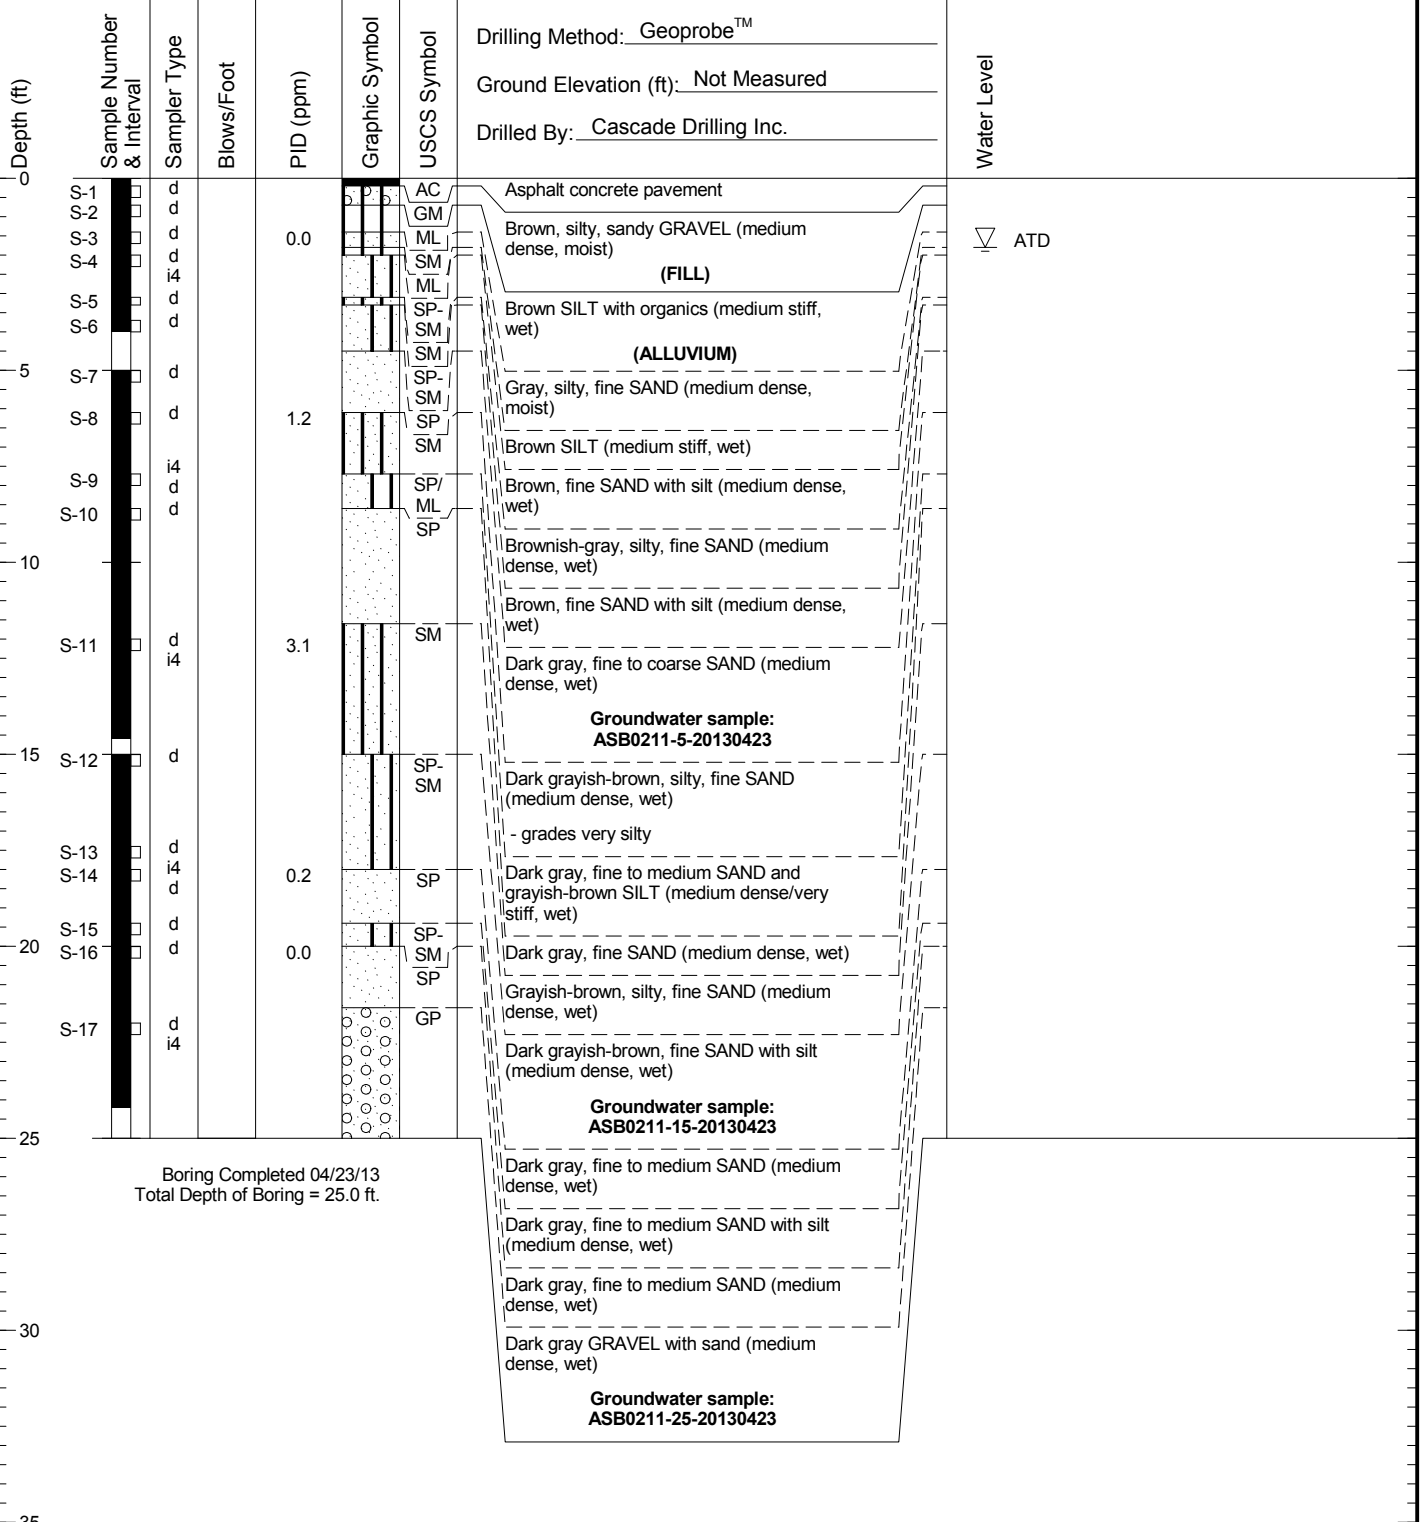 Depth (ft)
Sample Number
& Interval
Sampler Type
Blows/Foot
PID (ppm)
Graphic Symbol
USCS Symbol
Drilling Method: Geoprobe™
Ground Elevation (ft): Not Measured
Drilled By: Cascade Drilling Inc.
Water Level
0
5
10
15
20
25
30
35
S-1
S-2
S-3
S-4
S-5
S-6
S-7
S-8
S-9
S-10
S-11
S-12
S-13
S-14
S-15
S-16
S-17
d
d
d
d
i4
d
d
d
d
i4
d
d
d
i4
d
d
i4
d
d
d
d
i4
0.0
1.2
3.1
0.2
0.0
AC
GM
ML
SM
ML
SP-
SM
SM
SP-
SM
SP
SM
SP/
ML
SP
SM
SP-
SM
SP
SP-
SM
SP
GP
Asphalt concrete pavement
Brown, silty, sandy GRAVEL (medium
dense, moist)
(FILL)
Brown SILT with organics (medium stiff,
wet)
(ALLUVIUM)
Gray, silty, fine SAND (medium dense,
moist)
Brown SILT (medium stiff, wet)
Brown, fine SAND with silt (medium dense,
wet)
Brownish-gray, silty, fine SAND (medium
dense, wet)
Brown, fine SAND with silt (medium dense,
wet)
Dark gray, fine to coarse SAND (medium
dense, wet)
Groundwater sample:
ASB0211-5-20130423
Dark grayish-brown, silty, fine SAND
(medium dense, wet)
- grades very silty
Dark gray, fine to medium SAND and
grayish-brown SILT (medium dense/very
stiff, wet)
Dark gray, fine SAND (medium dense, wet)
Grayish-brown, silty, fine SAND (medium
dense, wet)
Dark grayish-brown, fine SAND with silt
(medium dense, wet)
Groundwater sample:
ASB0211-15-20130423
Dark gray, fine to medium SAND (medium
dense, wet)
Dark gray, fine to medium SAND with silt
(medium dense, wet)
Dark gray, fine to medium SAND (medium
dense, wet)
Dark gray GRAVEL with sand (medium
dense, wet)
Groundwater sample:
ASB0211-25-20130423
ATD
Boring Completed 04/23/13
Total Depth of Boring = 25.0 ft.